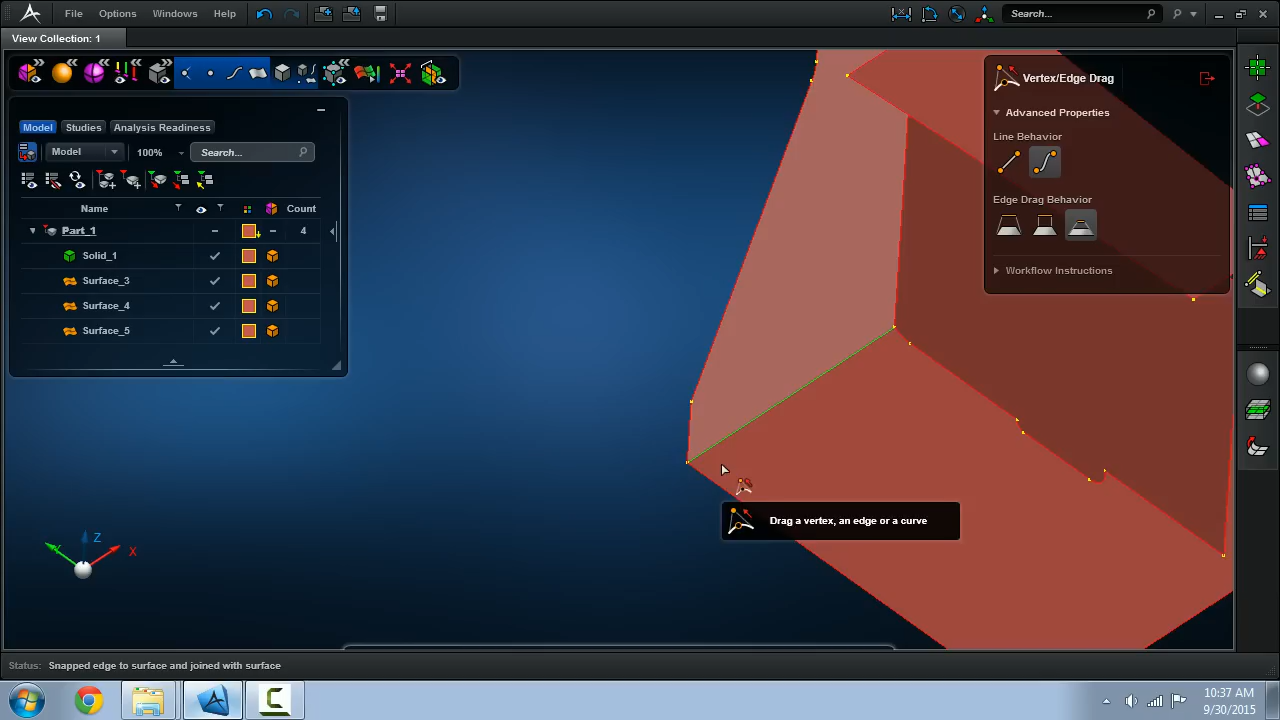 File Options Windows Help Search...
View Collection: 1
Vertex/Edge Drag
Advanced Properties
Line Behavior
Edge Drag Behavior
Workflow Instructions
Model Studies Analysis Readiness
Model 100% Search...
Name Count
Part_1 4
Solid_1
Surface_3
Surface_4
Surface_5
Drag a vertex, an edge or a curve
Z
Y X
Status: Snapped edge to surface and joined with surface
10:37 AM
9/30/2015